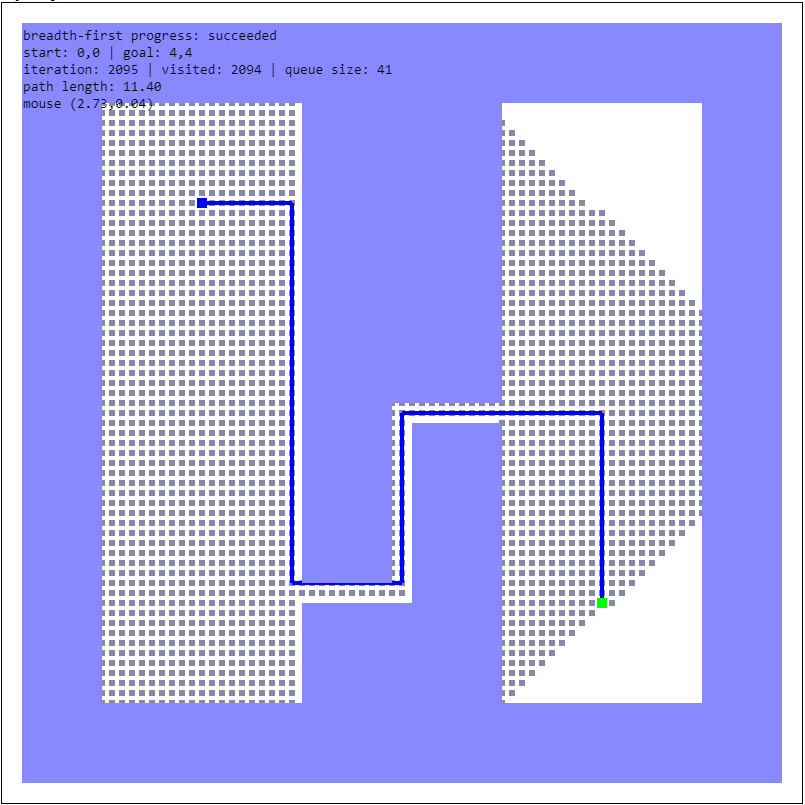 breadth-first progress: succeeded
start: 0,0 | goal: 4,4
iteration: 2095 | visited: 2094 | queue size: 41
path length: 11.40
mouse (2.73,0.04)